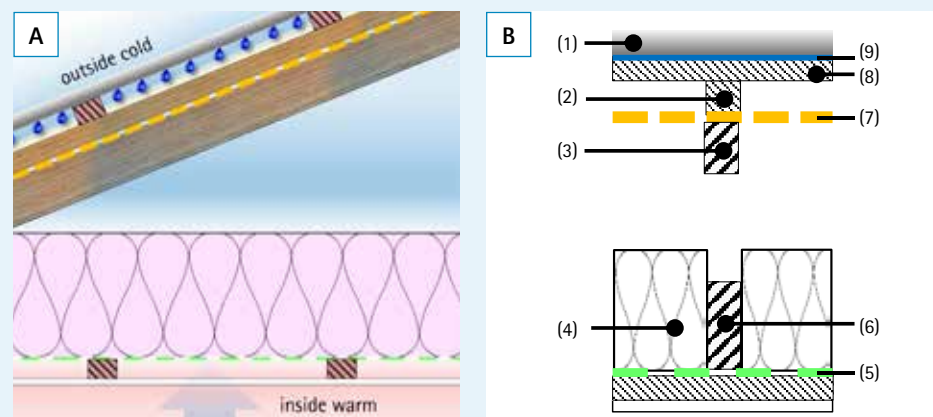 A
outside cold
inside warm
B
(1)
(9)
(8)
(2)
(7)
(3)
(4)
(6)
(5)